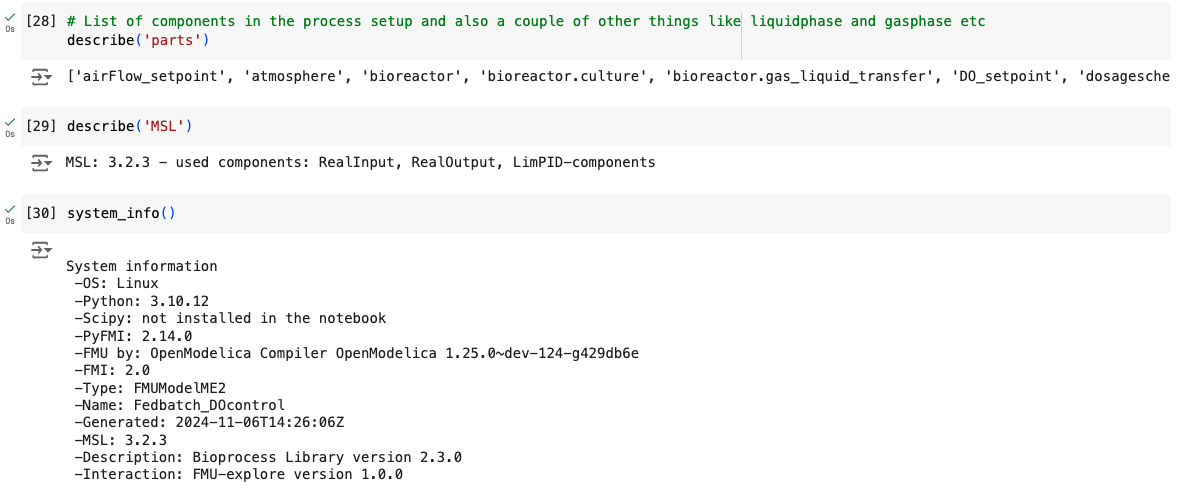 0s
[28] # List of components in the process setup and also a couple of other things like liquidphase and gasphase etc
describe('parts')
['airFlow_setpoint', 'atmosphere', 'bioreactor', 'bioreactor.culture', 'bioreactor.gas_liquid_transfer', 'DO_setpoint', 'dosagesche
0s
[29] describe('MSL')
MSL: 3.2.3 - used components: RealInput, RealOutput, LimPID-components
0s
[30] system_info()
System information
-OS: Linux
-Python: 3.10.12
-Scipy: not installed in the notebook
-PyFMI: 2.14.0
-FMU by: OpenModelica Compiler OpenModelica 1.25.0~dev-124-g429db6e
-FMI: 2.0
-Type: FMUModelME2
-Name: Fedbatch_DOcontrol
-Generated: 2024-11-06T14:26:06Z
-MSL: 3.2.3
-Description: Bioprocess Library version 2.3.0
-Interaction: FMU-explore version 1.0.0